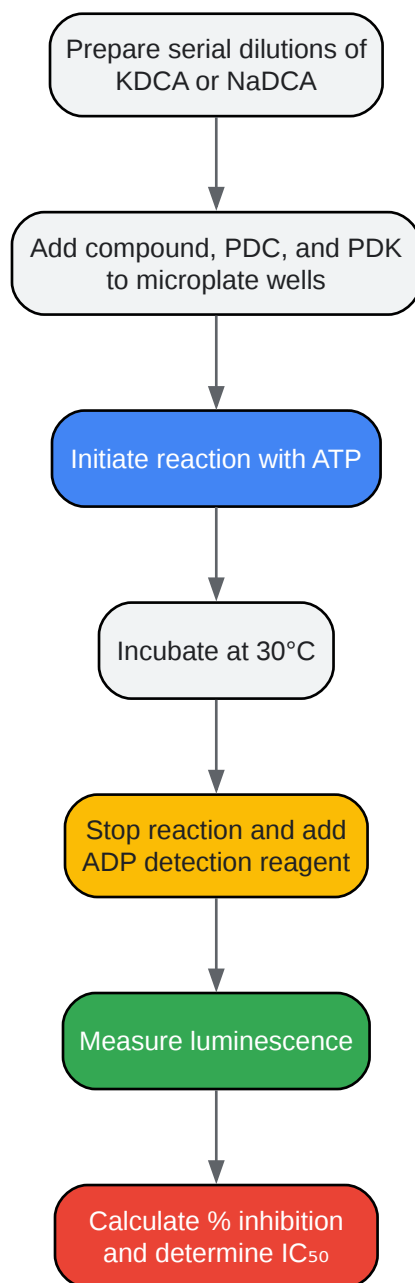 Prepare serial dilutions of
KDCA or NaDCA
Add compound, PDC, and PDK
to microplate wells
Initiate reaction with ATP
Incubate at 30°C
Stop reaction and add
ADP detection reagent
Measure luminescence
Calculate % inhibition
and determine IC₅₀